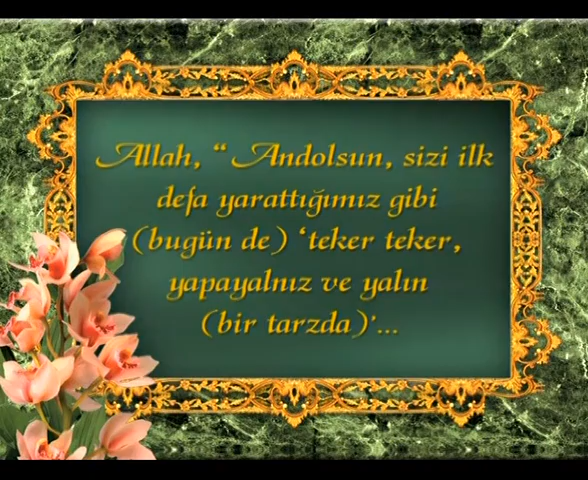 Allah, “Andolsun, sizi ilk
defa yarattığımız gibi
(bugün de) ‘teker teker,
yapayalnız ve yalın
(bir tarzda)’...